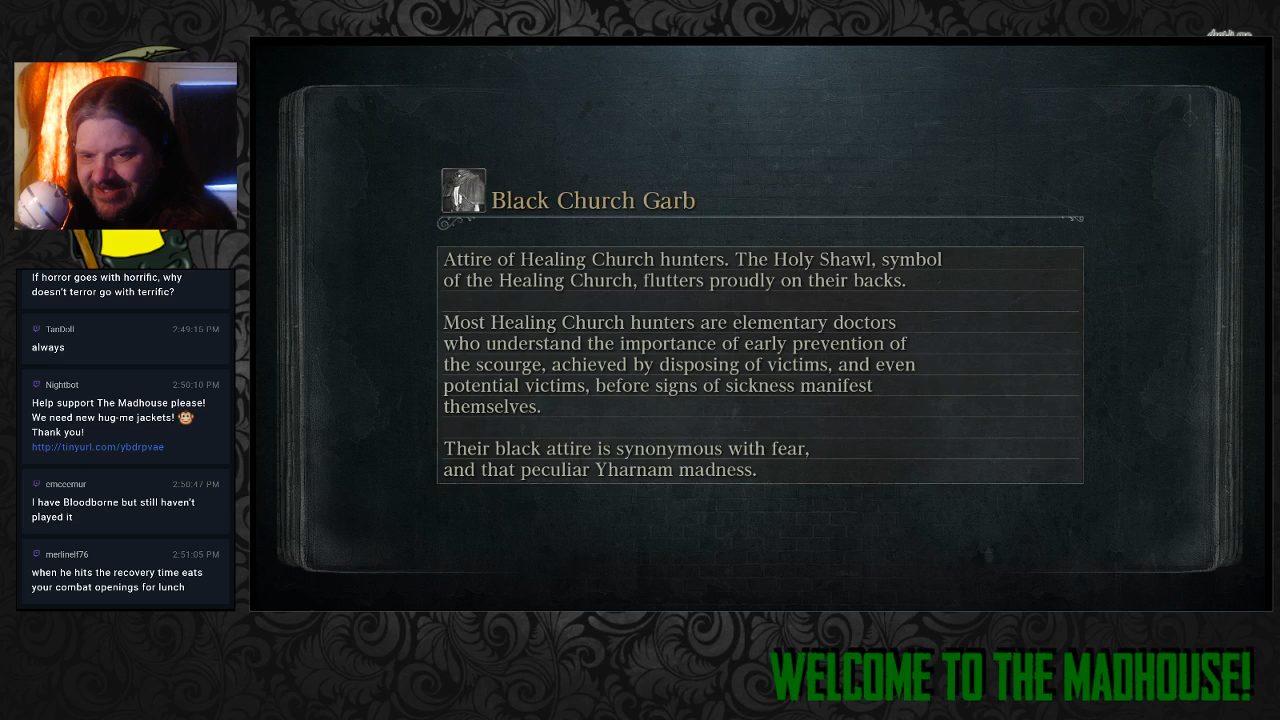 If horror goes with horrific, why
doesn't terror go with terrific?
TanDoll 2:49:15 PM
always
Nightbot 2:50:10 PM
Help support The Madhouse please!
We need new hug-me jackets!
Thank you!
http://tinyurl.com/ybdrpvae
emceemur 2:50:47 PM
I have Bloodborne but still haven't
played it
merlinelf76 2:51:05 PM
when he hits the recovery time eats
your combat openings for lunch
Black Church Garb
Attire of Healing Church hunters. The Holy Shawl, symbol
of the Healing Church, flutters proudly on their backs.
Most Healing Church hunters are elementary doctors
who understand the importance of early prevention of
the scourge, achieved by disposing of victims, and even
potential victims, before signs of sickness manifest
themselves.
Their black attire is synonymous with fear,
and that peculiar Yharnam madness.
WELCOME TO THE MADHOUSE!